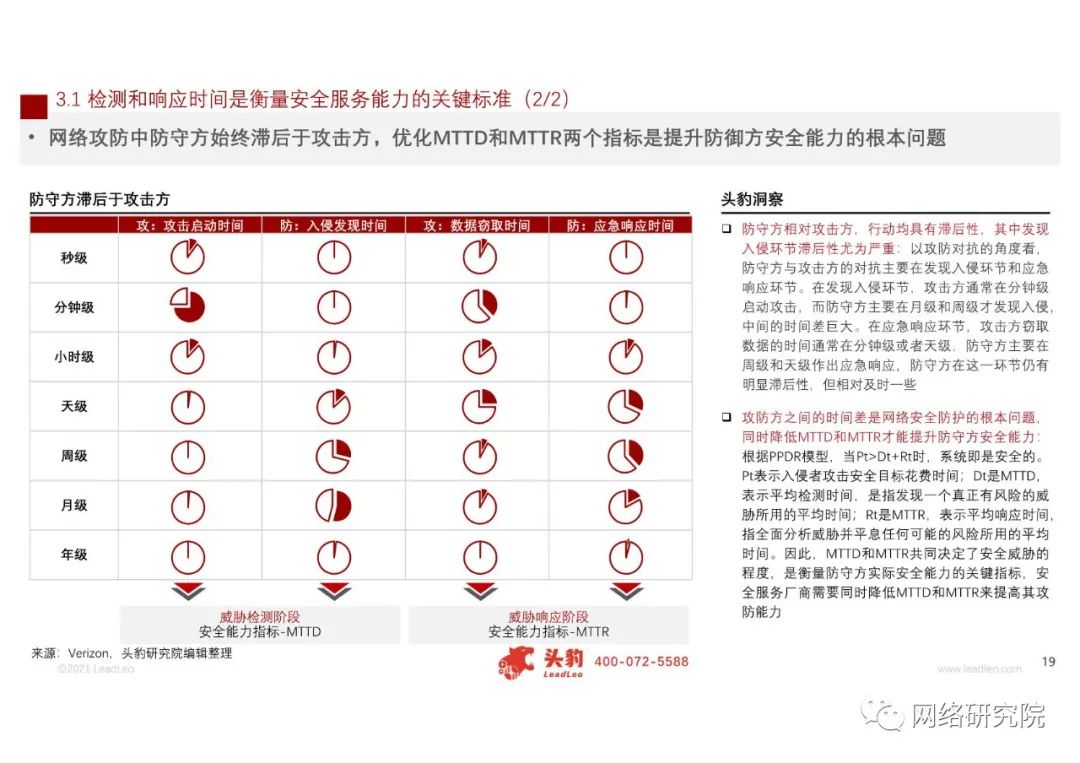 3.1 检测和响应时间是衡量安全服务能力的关键标准（2/2）
• 网络攻防中防守方始终滞后于攻击方，优化MTTD和MTTR两个指标是提升防御方安全能力的根本问题
防守方滞后于攻击方
攻：攻击启动时间 防：入侵发现时间 攻：数据窃取时间 防：应急响应时间
秒级
分钟级
小时级
天级
周级
月级
年级
威胁检测阶段
安全能力指标-MTTD
威胁响应阶段
安全能力指标-MTTR
来源：Verizon，头豹研究院编辑整理
©2021 LeadLeo
头豹
LeadLeo
400-072-5588
头豹洞察
防守方相对攻击方，行动均具有滞后性，其中发现
入侵环节滞后性尤为严重：以攻防对抗的角度看，
防守方与攻击方的对抗主要在发现入侵环节和应急
响应环节。在发现入侵环节，攻击方通常在分钟级
启动攻击，而防守方主要在月级和周级才发现入侵，
中间的时间差巨大。在应急响应环节，攻击方窃取
数据的时间通常在分钟级或者天级，防守方主要在
周级和天级作出应急响应，防守方在这一环节仍有
明显滞后性，但相对及时一些
攻防方之间的时间差是网络安全防护的根本问题，
同时降低MTTD和MTTR才能提升防守方安全能力：
根据PPDR模型，当Pt>Dt+Rt时，系统即是安全的。
Pt表示入侵者攻击安全目标花费时间；Dt是MTTD，
表示平均检测时间，是指发现一个真正有风险的威
胁所用的平均时间；Rt是MTTR，表示平均响应时间，
指全面分析威胁并平息任何可能的风险所用的平均
时间。因此，MTTD和MTTR共同决定了安全威胁的
程度，是衡量防守方实际安全能力的关键指标，安
全服务厂商需要同时降低MTTD和MTTR来提高其攻
防能力
www.leadleo.com
19
网络研究院